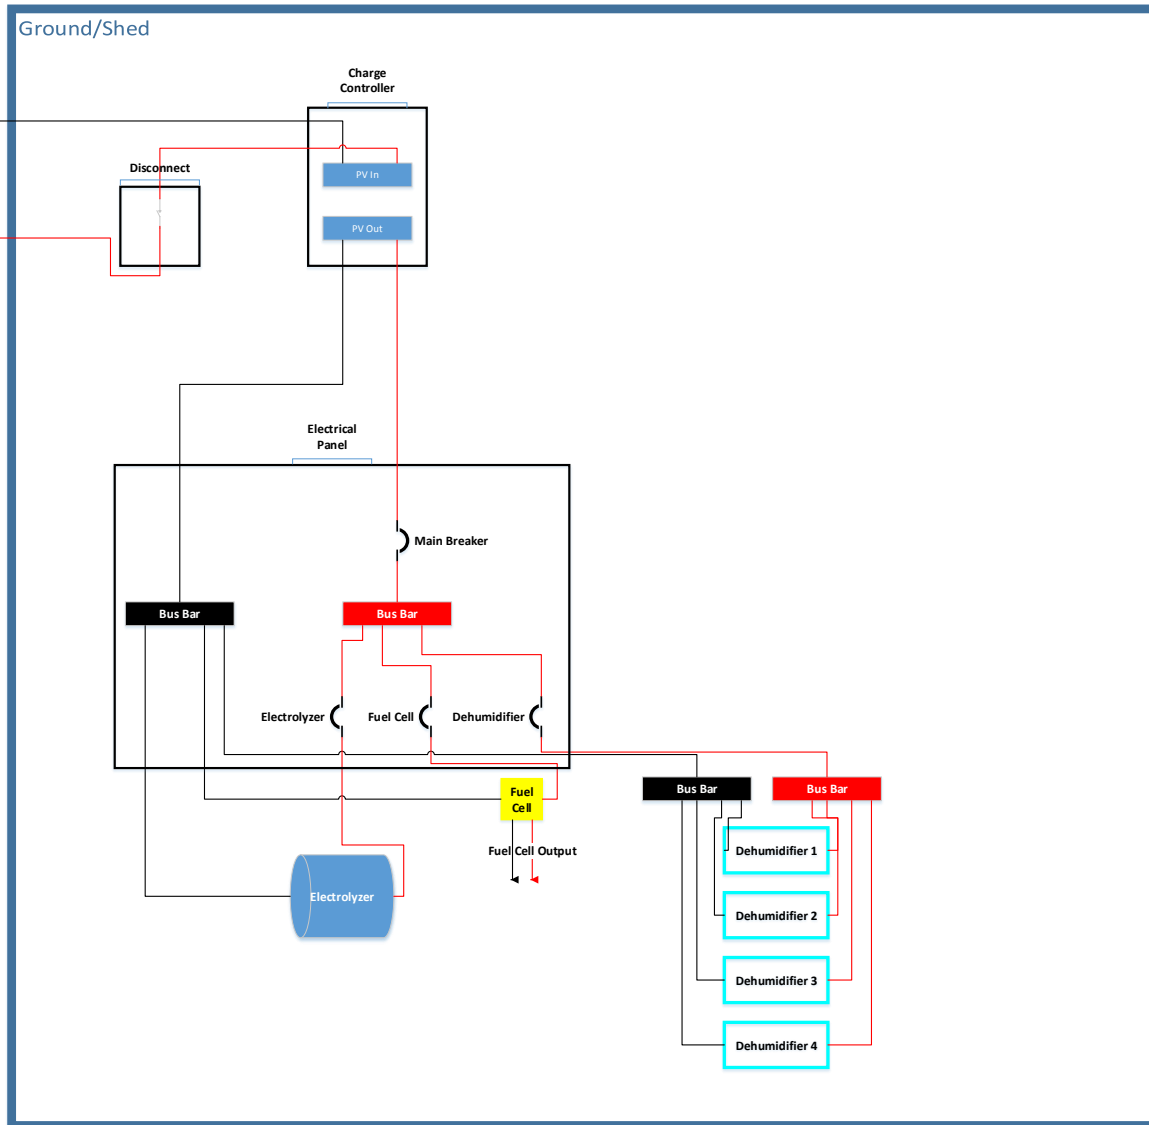 Ground/Shed
Charge
Controller
Disconnect
PV In
PV Out
Electrical
Panel
Main Breaker
Bus Bar
Bus Bar
Electrolyzer
Fuel Cell
Dehumidifier
Fuel
Cell
Bus Bar
Bus Bar
Fuel Cell Output
Dehumidifier 1
Electrolyzer
Dehumidifier 2
Dehumidifier 3
Dehumidifier 4